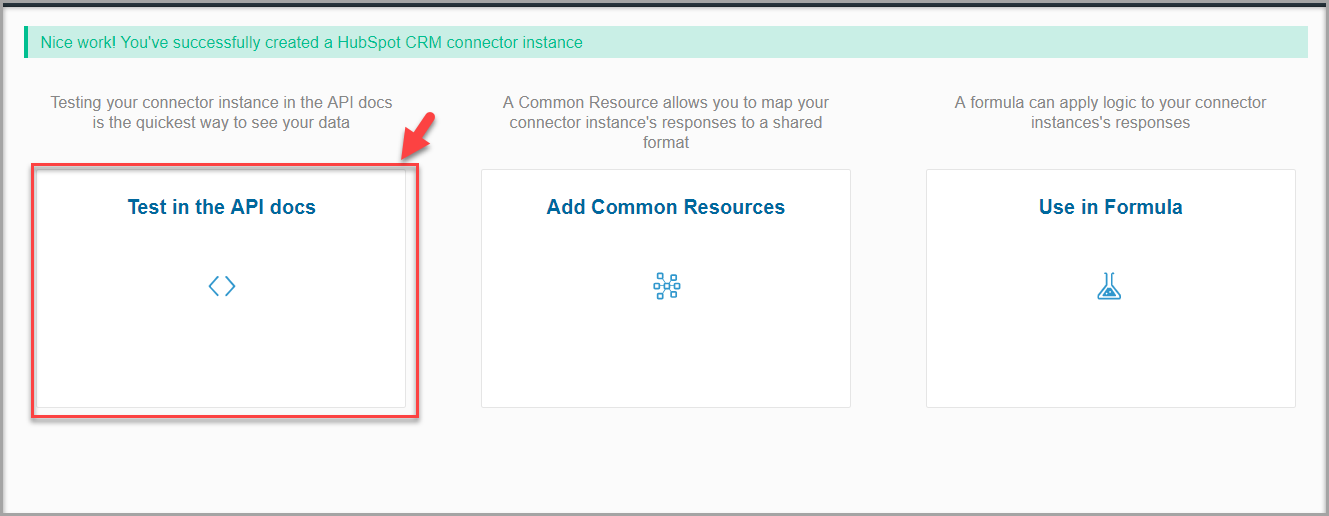 Nice work! You've successfully created a HubSpot CRM connector instance
Testing your connector instance in the API docs
is the quickest way to see your data
A Common Resource allows you to map your
connector instance's responses to a shared
format
A formula can apply logic to your connector
instances's responses
Test in the API docs
Add Common Resources
Use in Formula